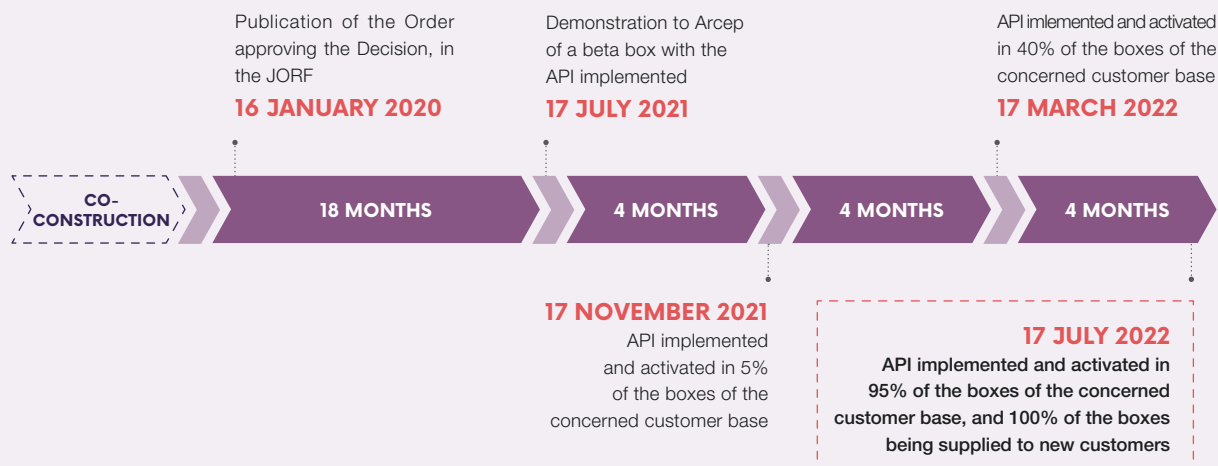 Publication of the Order
approving the Decision, in
the JORF
16 JANUARY 2020
Demonstration to Arcep
of a beta box with the
API implemented
17 JULY 2021
API imlemented and activated
in 40% of the boxes of the
concerned customer base
17 MARCH 2022
CO-
CONSTRUCTION
18 MONTHS
4 MONTHS
4 MONTHS
4 MONTHS
17 NOVEMBER 2021
API implemented
and activated in 5%
of the boxes of the
concerned customer base
17 JULY 2022
API implemented and activated in
95% of the boxes of the concerned
customer base, and 100% of the boxes
being supplied to new customers